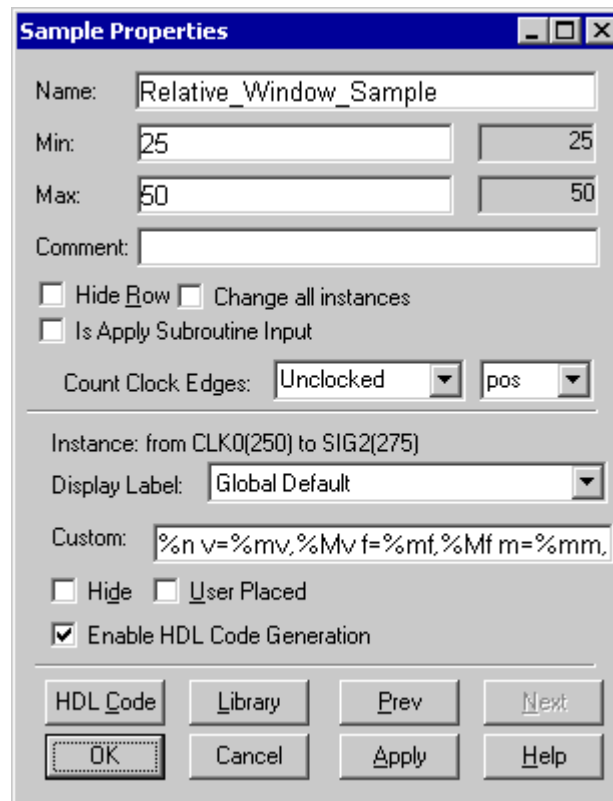 Sample Properties
Name: Relative_Window_Sample
Min: 25 25
Max: 50 50
Comment:
Hide Row Change all instances
Is Apply Subroutine Input
Count Clock Edges: Unclocked pos
Instance: from CLK0(250) to SIG2(275)
Display Label: Global Default
Custom: %n v=%mv,%Mv f=%mf,%Mf m=%mm,
Hide User Placed
Enable HDL Code Generation
HDL Code Library Prev Next
OK Cancel Apply Help